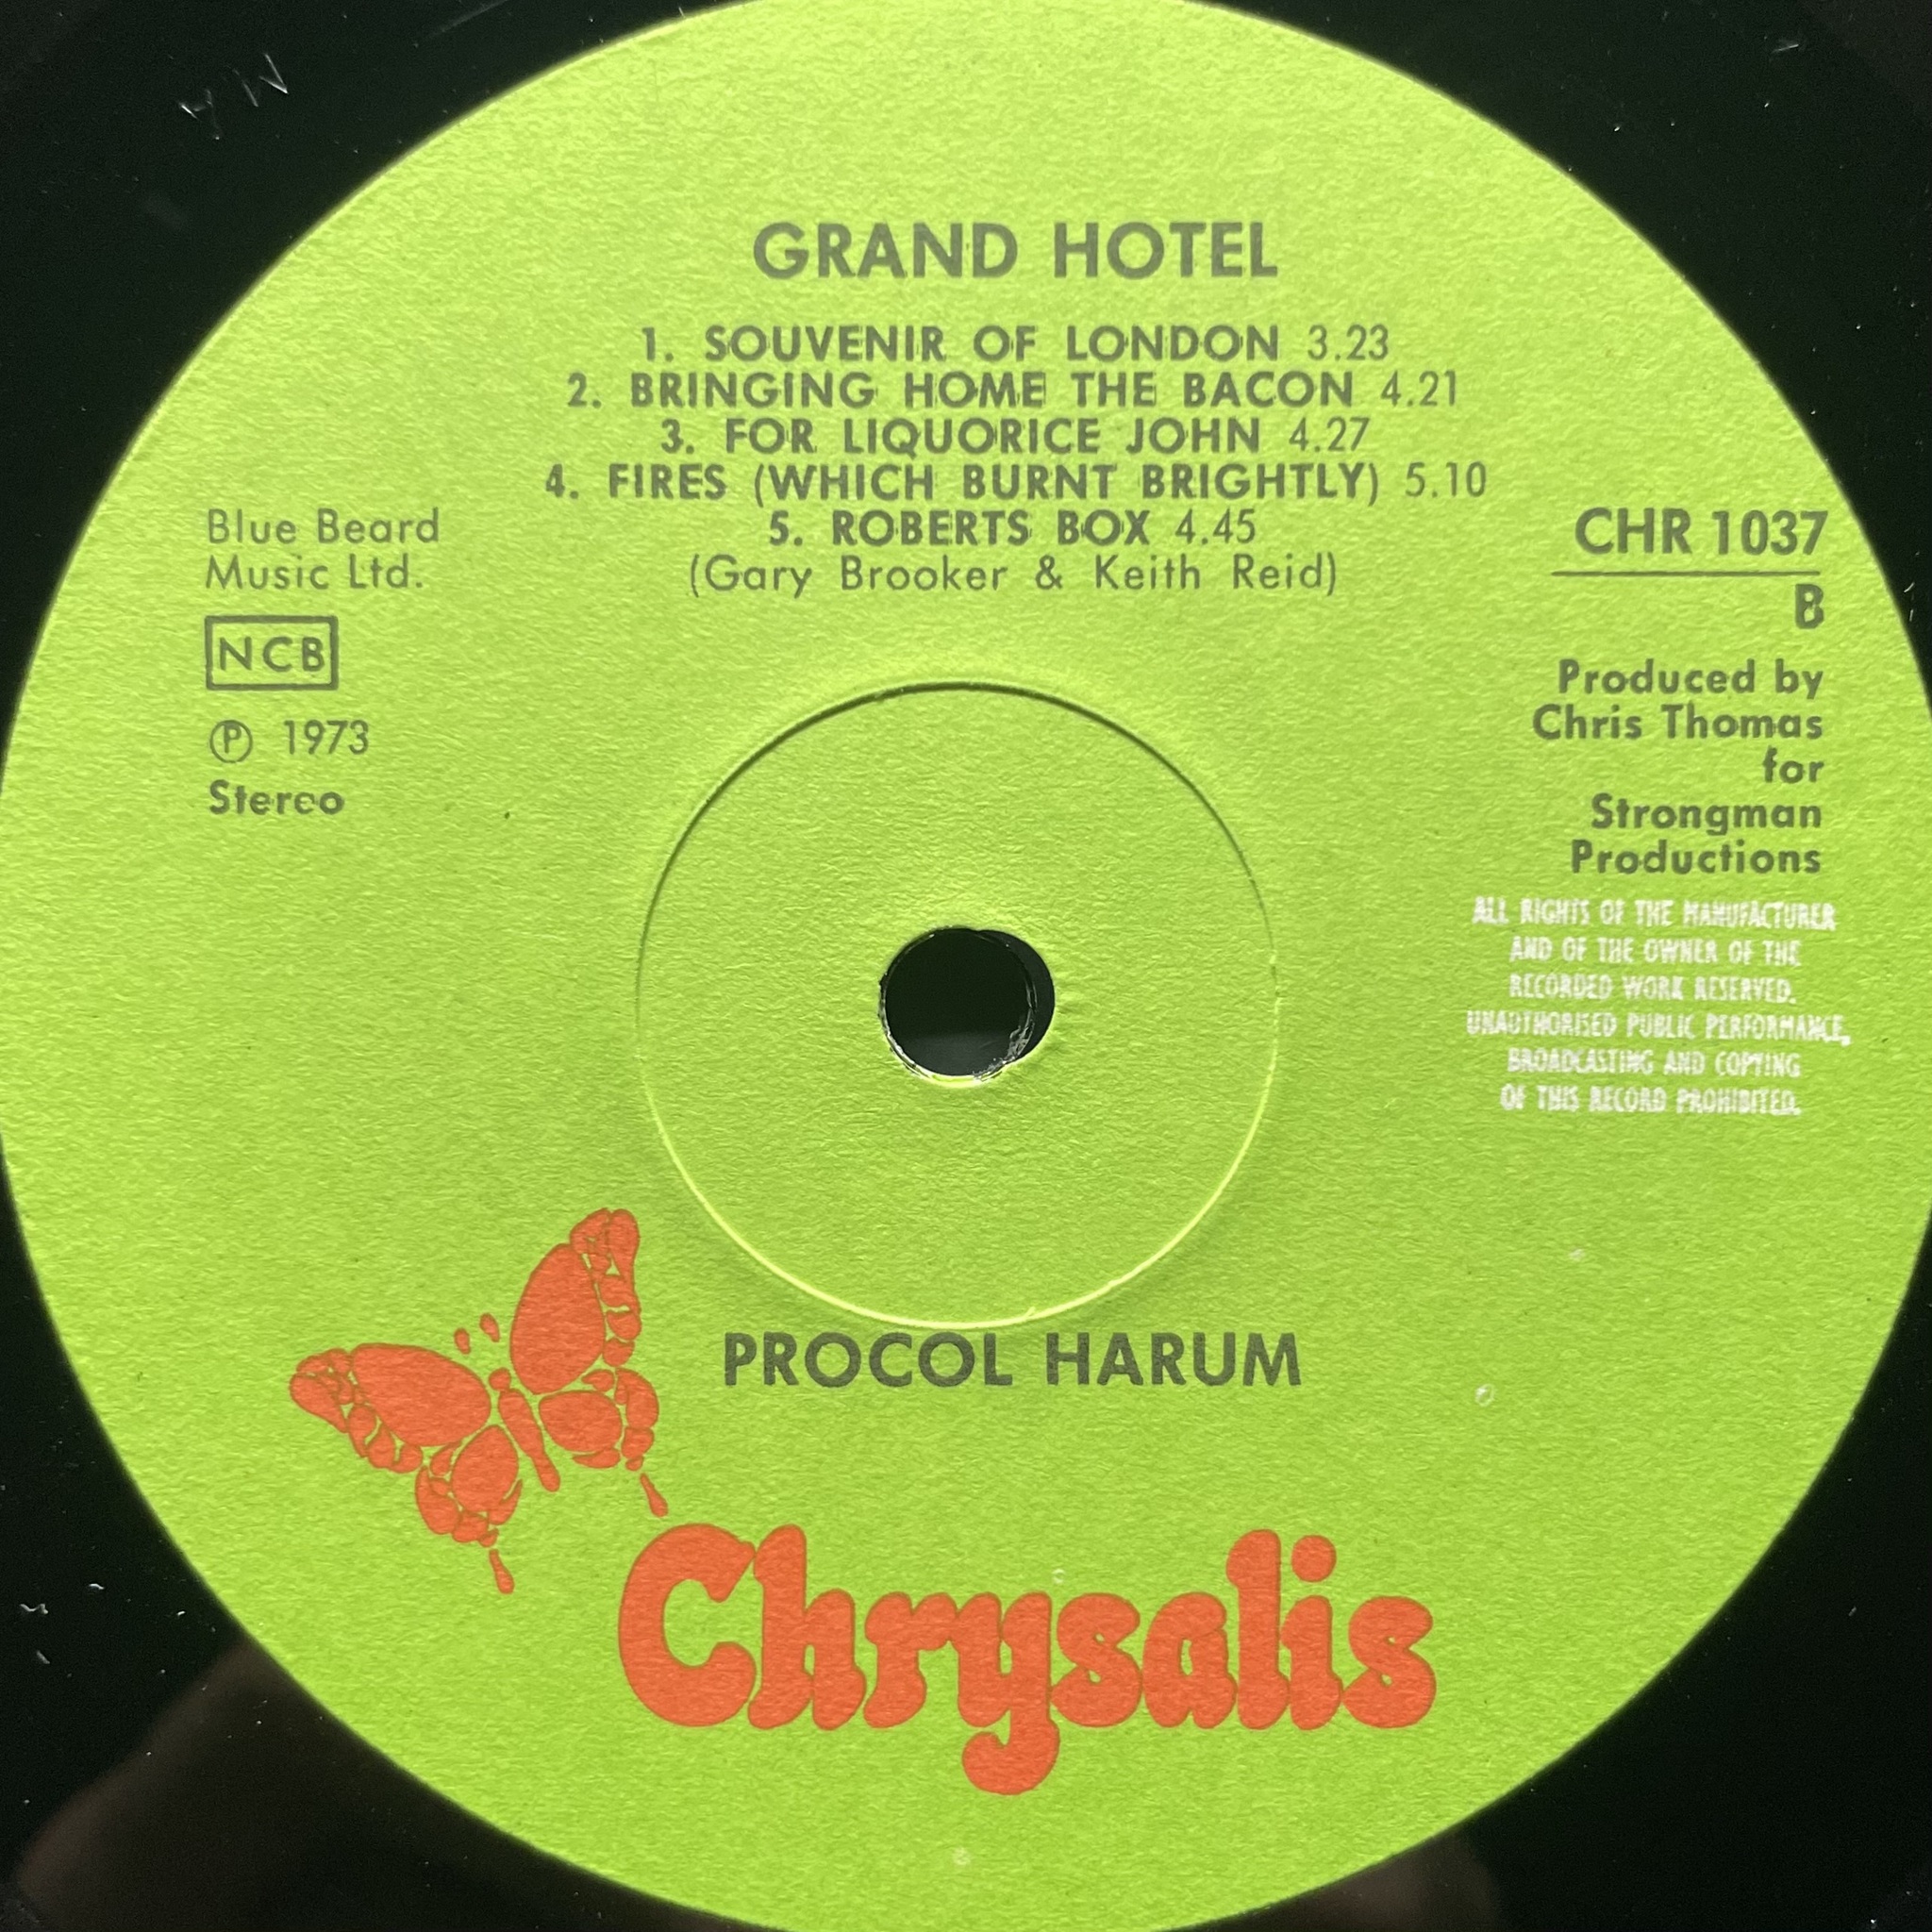 GRAND HOTEL
1. SOUVENIR OF LONDON 3.23
2. BRINGING HOME THE BACON 4.21
3. FOR LIQUORICE JOHN 4.27
4. FIRES (WHICH BURNT BRIGHTLY) 5.10
5. ROBERTS BOX 4.45
(Gary Brooker & Keith Reid)
Blue Beard
Music Ltd.
NCB
Ⓟ 1973
Stereo
CHR 1037
B
Produced by
Chris Thomas
for
Strongman
Productions
ALL RIGHTS OF THE MANUFACTURER
AND OF THE OWNER OF THE
RECORDED WORK RESERVED.
UNAUTHORISED PUBLIC PERFORMANCE,
BROADCASTING AND COPYING
OF THIS RECORD PROHIBITED.
PROCOL HARUM
Chrysalis